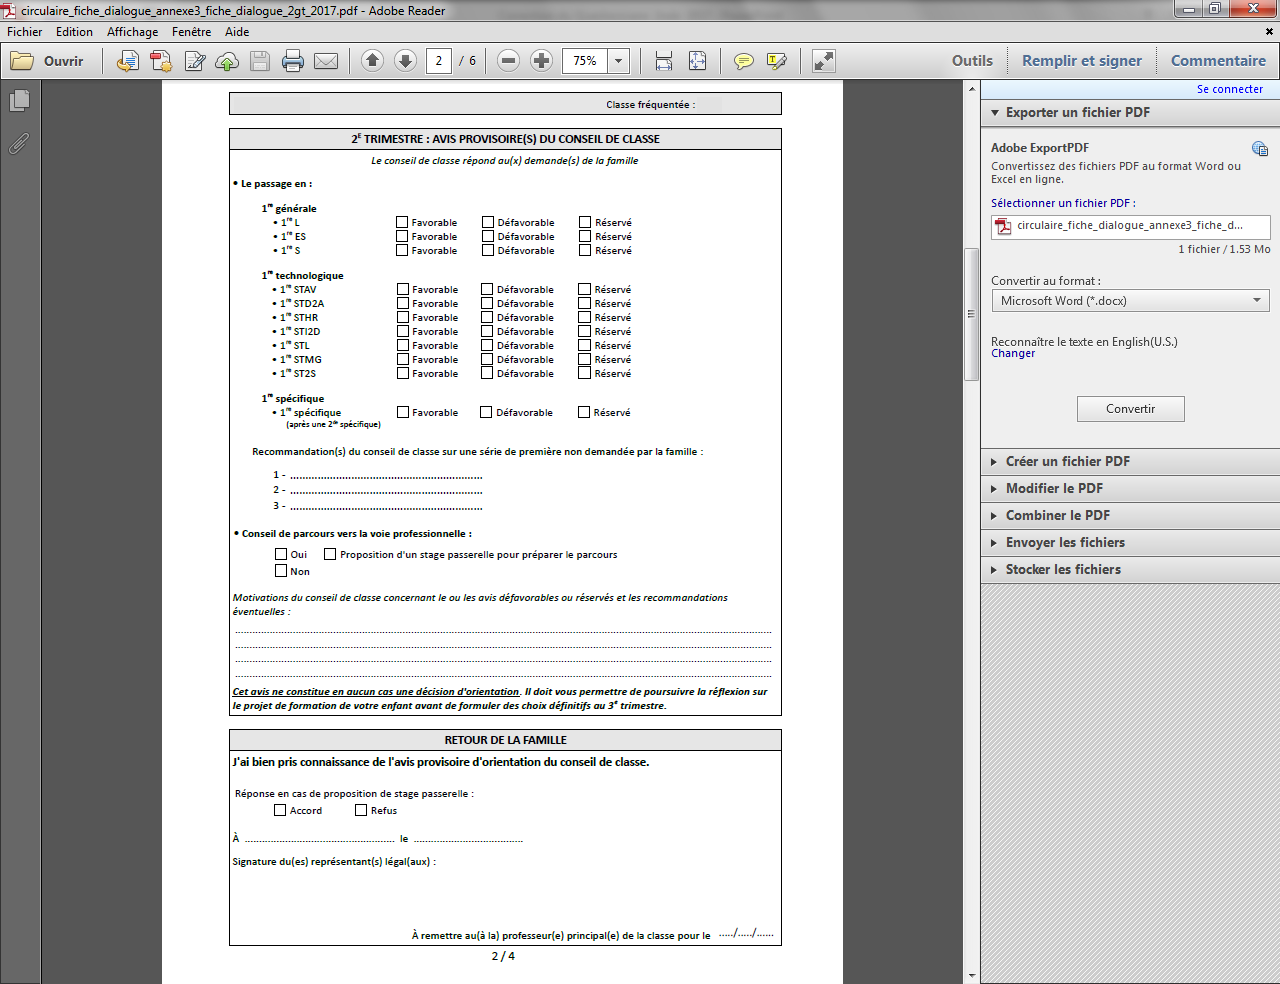 circulaire_fiche_dialogue_annexe3_fiche_dialogue_2gt_2017.pdf - Adobe Reader
Fichier Edition Affichage Fenêtre Aide
Ouvrir 2 / 6 75% Outils Remplir et signer Commentaire
Classe fréquentée :
2E TRIMESTRE : AVIS PROVISOIRE(S) DU CONSEIL DE CLASSE
Le conseil de classe répond au(x) demande(s) de la famille
• Le passage en :
1re générale
• 1re L Favorable Défavorable Réservé
• 1re ES Favorable Défavorable Réservé
• 1re S Favorable Défavorable Réservé
1re technologique
• 1re STAV Favorable Défavorable Réservé
• 1re STD2A Favorable Défavorable Réservé
• 1re STHR Favorable Défavorable Réservé
• 1re STI2D Favorable Défavorable Réservé
• 1re STL Favorable Défavorable Réservé
• 1re STMG Favorable Défavorable Réservé
• 1re ST2S Favorable Défavorable Réservé
1re spécifique
• 1re spécifique Favorable Défavorable Réservé
(après une 2de spécifique)
Recommandation(s) du conseil de classe sur une série de première non demandée par la famille :
1 - ................................................................
2 - ................................................................
3 - ................................................................
• Conseil de parcours vers la voie professionnelle :
Oui Proposition d'un stage passerelle pour préparer le parcours
Non
Motivations du conseil de classe concernant le ou les avis défavorables ou réservés et les recommandations
éventuelles :
Cet avis ne constitue en aucun cas une décision d'orientation. Il doit vous permettre de poursuivre la réflexion sur
le projet de formation de votre enfant avant de formuler des choix définitifs au 3e trimestre.
RETOUR DE LA FAMILLE
J'ai bien pris connaissance de l'avis provisoire d'orientation du conseil de classe.
Réponse en cas de proposition de stage passerelle :
Accord Refus
À .................................................... le ......................................
Signature du(es) représentant(s) légal(aux) :
À remettre au(à la) professeur(e) principal(e) de la classe pour le ...../...../......
2 / 4
Se connecter
Exporter un fichier PDF
Adobe ExportPDF
Convertissez des fichiers PDF au format Word ou
Excel en ligne.
Sélectionner un fichier PDF :
circulaire_fiche_dialogue_annexe3_fiche_d...
1 fichier / 1.53 Mo
Convertir au format :
Microsoft Word (*.docx)
Reconnaître le texte en English(U.S.)
Changer
Convertir
Créer un fichier PDF
Modifier le PDF
Combiner le PDF
Envoyer les fichiers
Stocker les fichiers